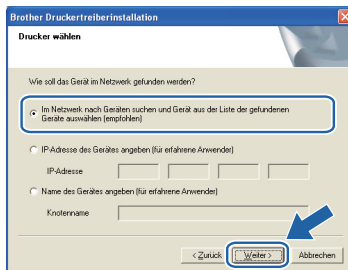 Brother Druckertreiberinstallation
Drucker wählen
Wie soll das Gerät im Netzwerk gefunden werden?
Im Netzwerk nach Geräten suchen und Gerät aus der Liste der gefundenen
Geräte auswählen (empfohlen)
IP-Adresse des Gerätes angeben (für erfahrene Anwender)
IP-Adresse
Name des Gerätes angeben (für erfahrene Anwender)
Knotenname
< Zurück Weiter > Abbrechen